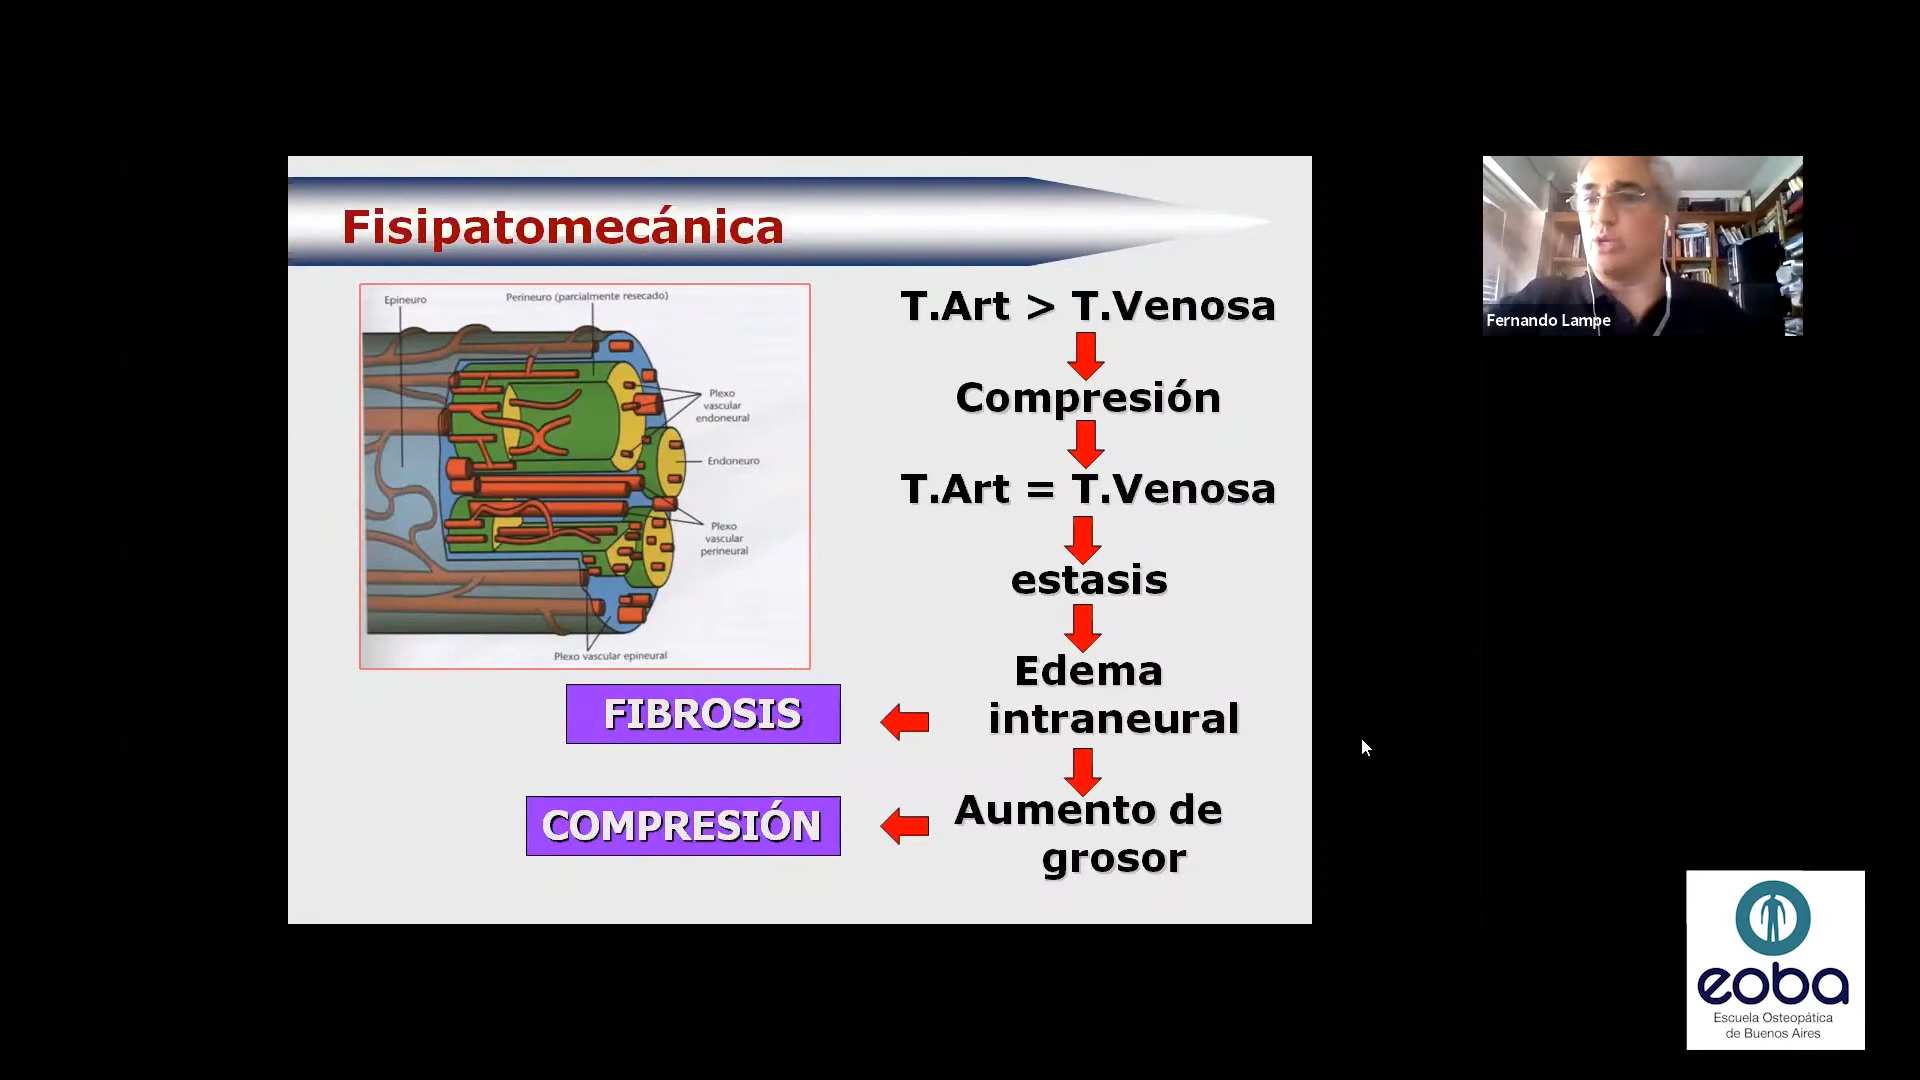 Fisipatomecánica
Epineuro
Perineuro (parcialmente resecado)
Plexo
vascular
endoneural
Endoneuro
Plexo
vascular
perineural
Plexo vascular epineural
T.Art > T.Venosa
Compresión
T.Art = T.Venosa
estasis
Edema
intraneural
FIBROSIS
Aumento de
grosor
COMPRESIÓN
Fernando Lampe
eoba
Escuela Osteopática
de Buenos Aires